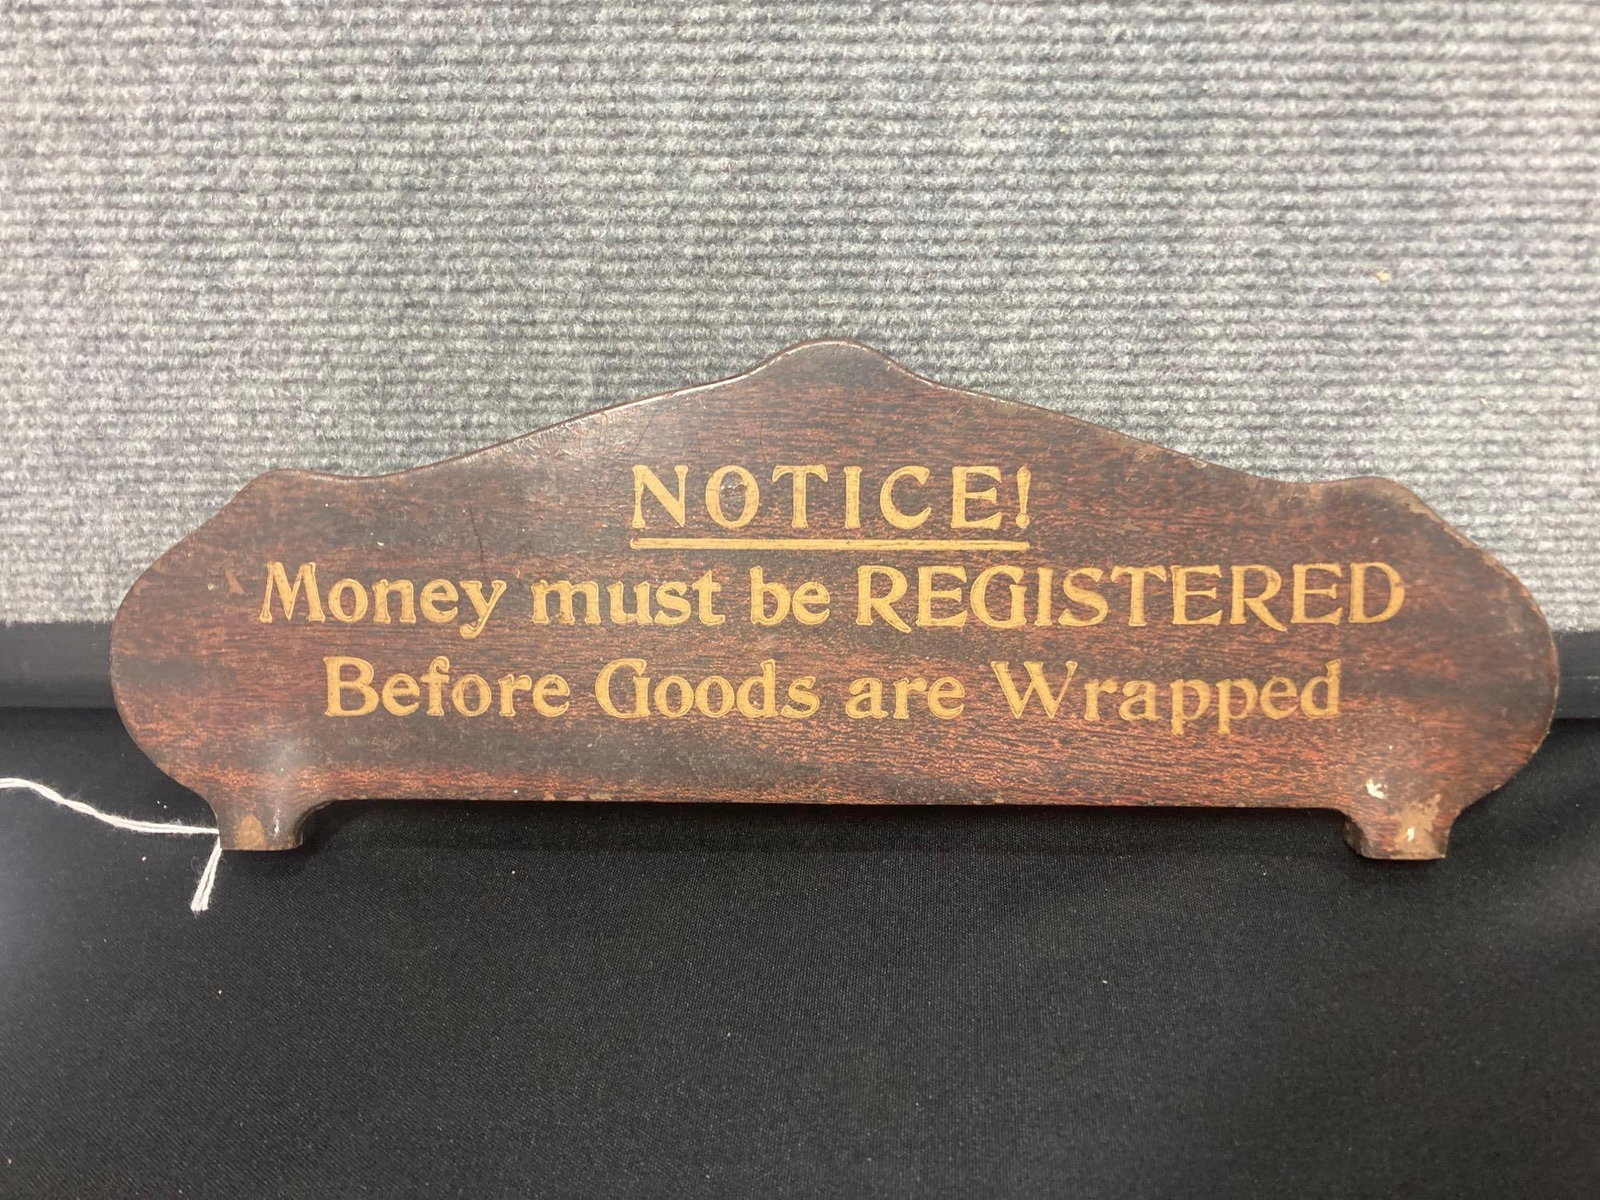 NOTICE!
Money must be REGISTERED
Before Goods are Wrapped